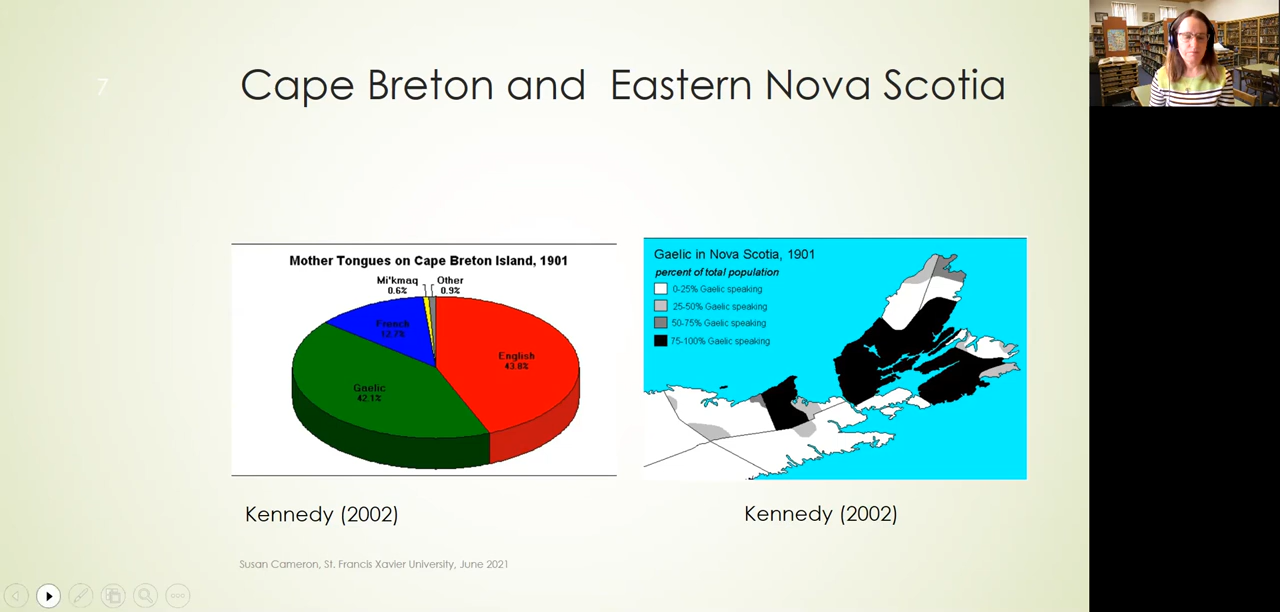 7
Cape Breton and Eastern Nova Scotia
Mother Tongues on Cape Breton Island, 1901
Mi'kmaq
0.6%
Other
0.9%
French
12.7%
English
43.8%
Gaelic
42.1%
Gaelic in Nova Scotia, 1901
percent of total population
0-25% Gaelic speaking
25-50% Gaelic speaking
50-75% Gaelic speaking
75-100% Gaelic speaking
Kennedy (2002)
Kennedy (2002)
Susan Cameron, St. Francis Xavier University, June 2021